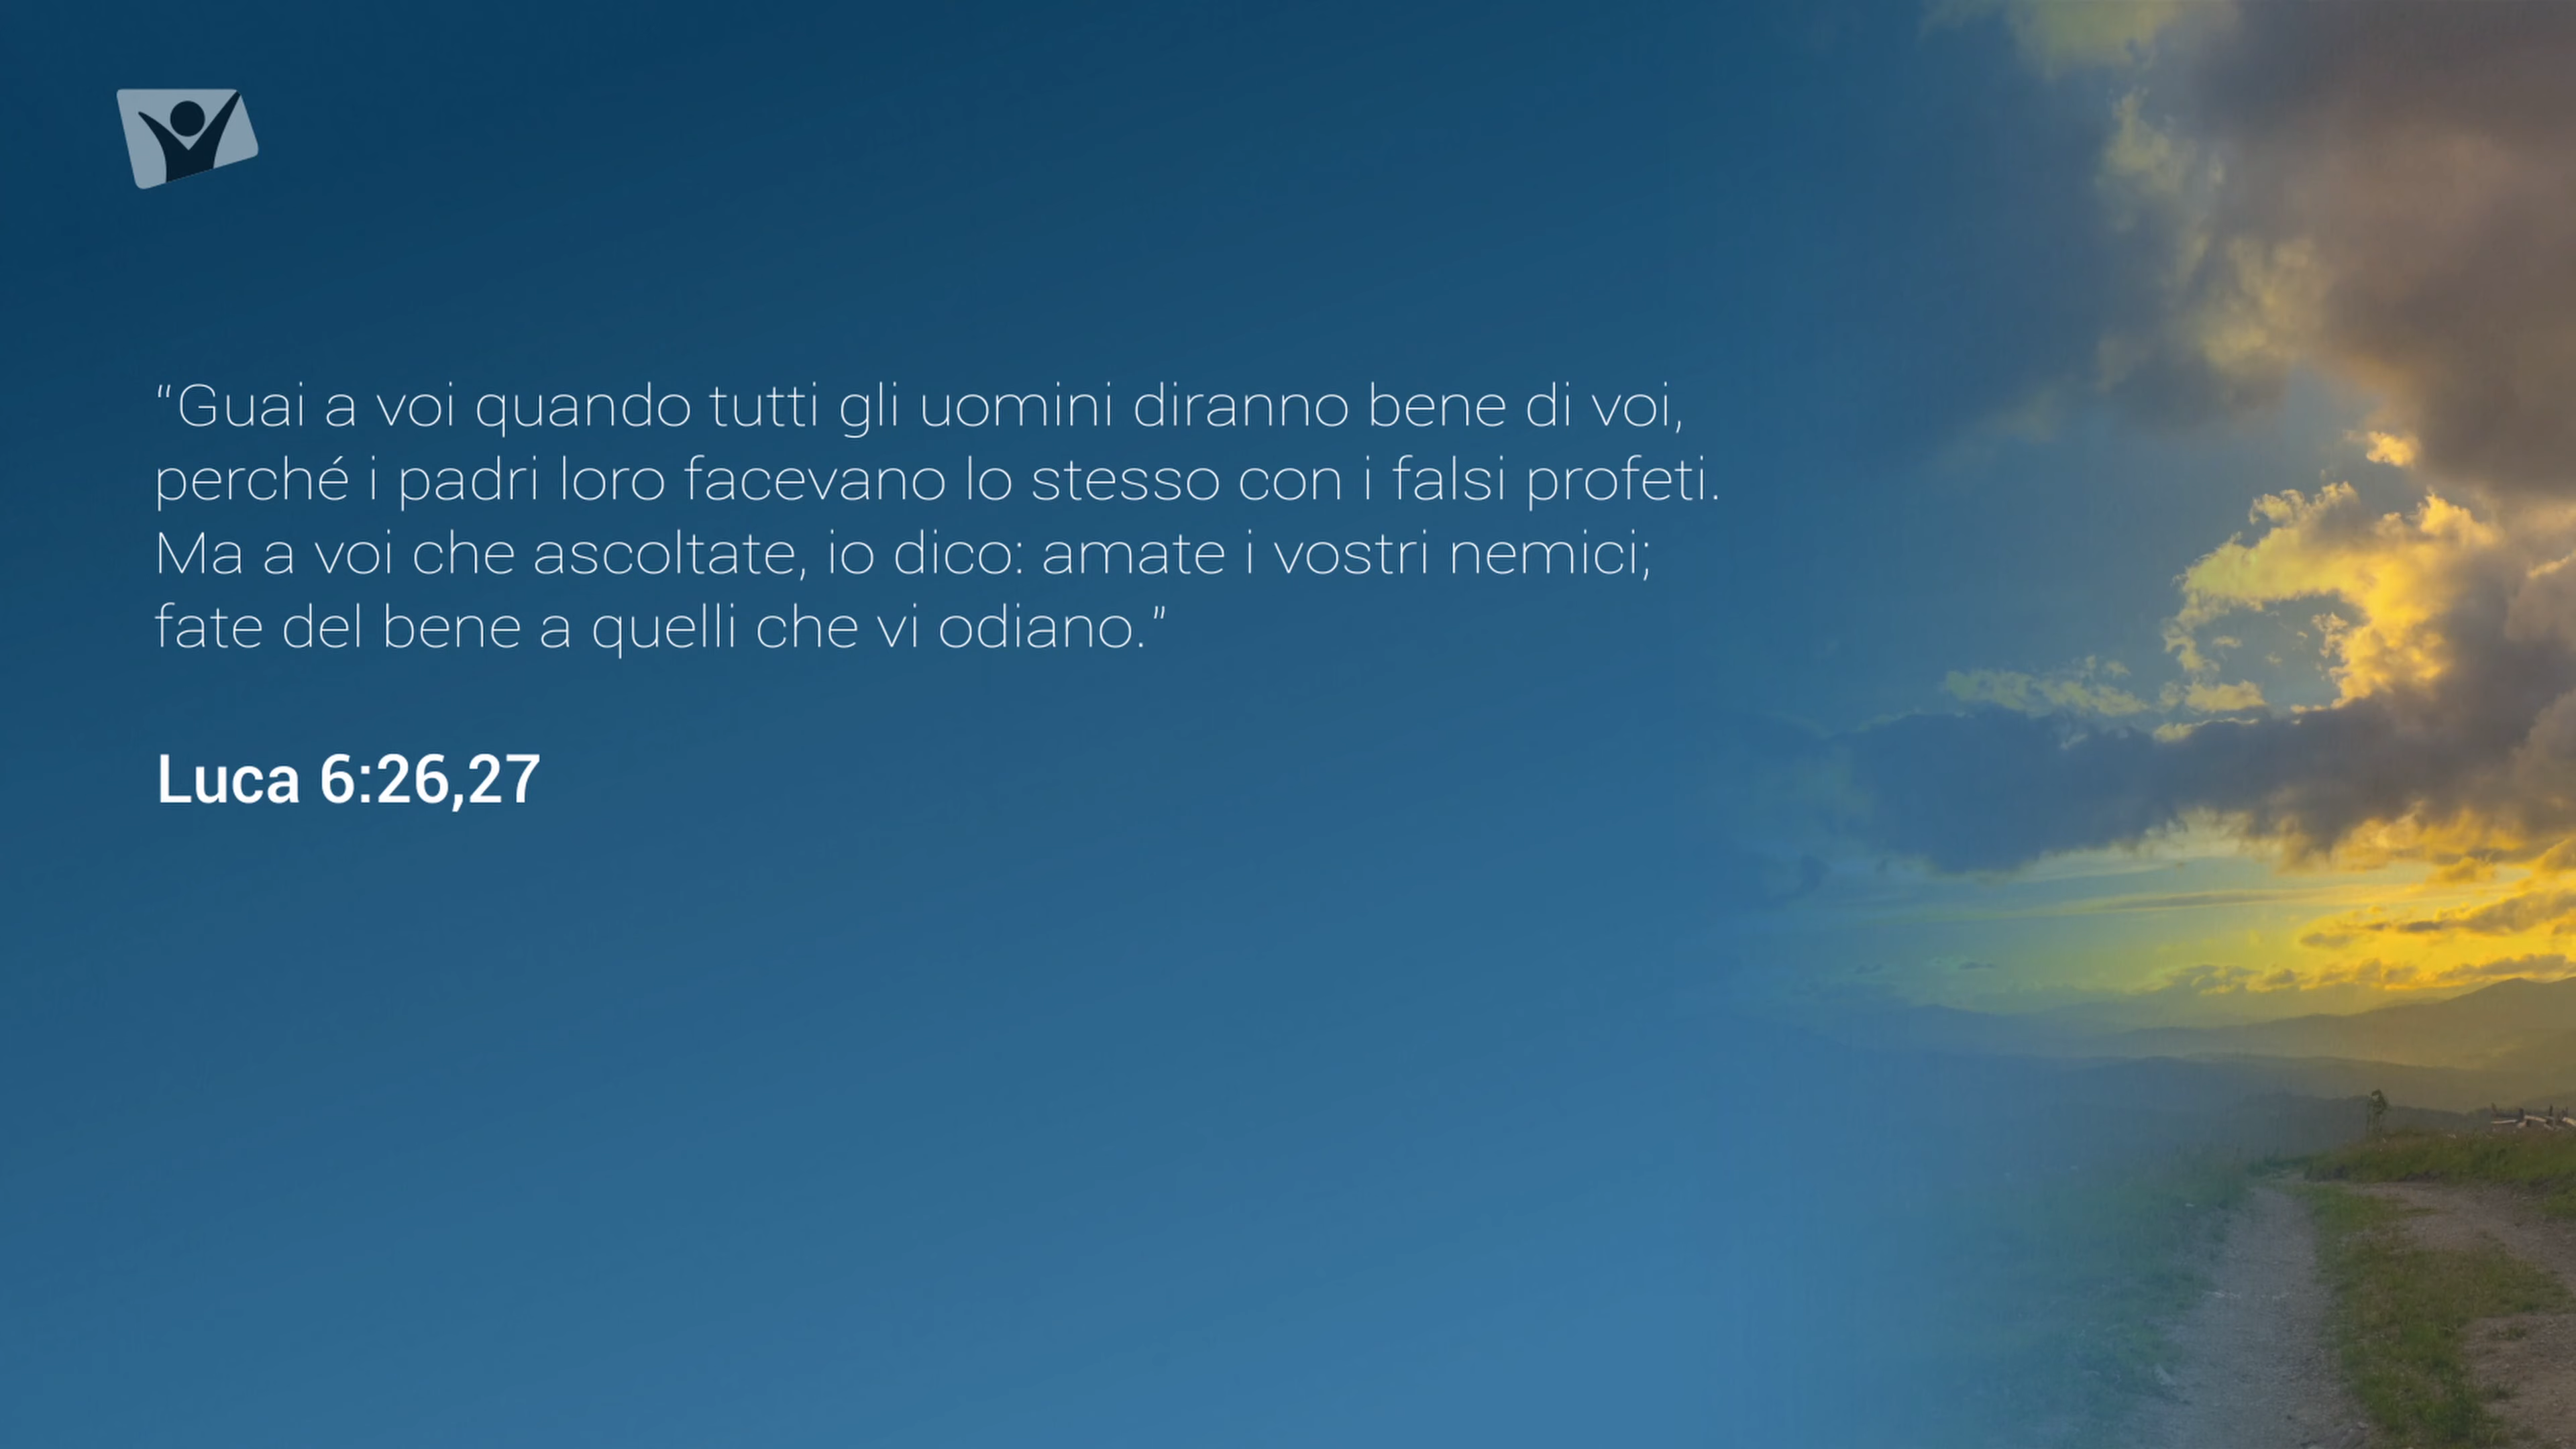 “Guai a voi quando tutti gli uomini diranno bene di voi,
perché i padri loro facevano lo stesso con i falsi profeti.
Ma a voi che ascoltate, io dico: amate i vostri nemici;
fate del bene a quelli che vi odiano.”
Luca 6:26,27